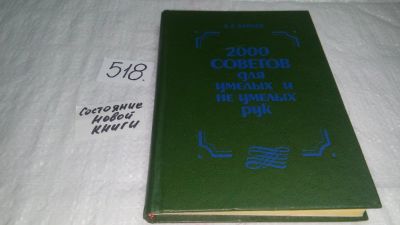 518.
состояние
новой
книги
2000
СОВЕТОВ
для
умелых и
не умелых
рук